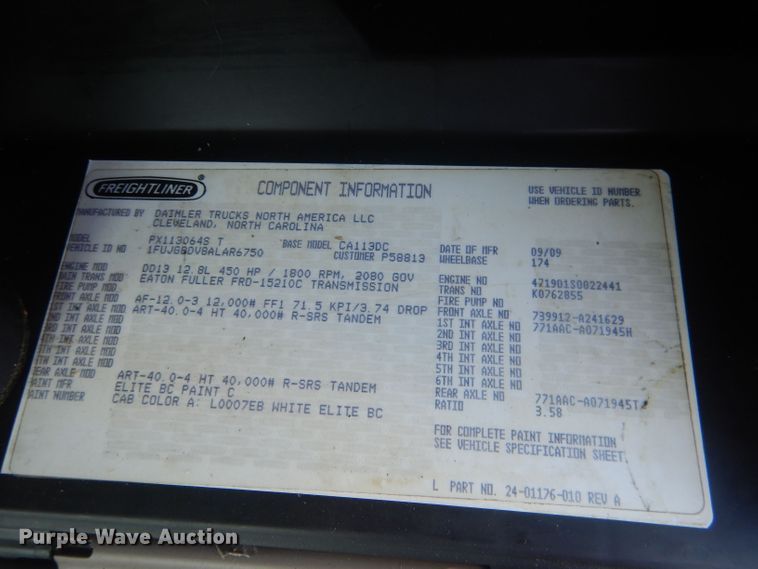 FREIGHTLINER ®
COMPONENT INFORMATION
USE VEHICLE ID NUMBER
WHEN ORDERING PARTS.
MANUFACTURED BY DAIMLER TRUCKS NORTH AMERICA LLC
CLEVELAND, NORTH CAROLINA
MODEL PX113064S T BASE MODEL CA113DC DATE OF MFR 09/09
VEHICLE ID NO CUSTOMER P58813 WHEELBASE 174
ENGINE MOD DD13 12.8L 450 HP / 1800 RPM, 2080 GOV ENGINE NO 471901S0022441
MAIN TRANS MOD EATON FULLER FRO-15210C TRANSMISSION TRANS NO K0762855
FIRE PUMP MOD FIRE PUMP NO
FRONT AXLE MOD AF-12.0-3 12,000# FF1 71.5 KPI/3.74 DROP FRONT AXLE NO 739912-A241629
1ST INT AXLE MOD ART-40.0-4 HT 40,000# R-SRS TANDEM 1ST INT AXLE NO 771AAC-A071945H
2ND INT AXLE MOD 2ND INT AXLE NO
3RD INT AXLE MOD 3RD INT AXLE NO
4TH INT AXLE MOD 4TH INT AXLE NO
5TH INT AXLE MOD 5TH INT AXLE NO
6TH INT AXLE MOD 6TH INT AXLE NO
REAR AXLE MOD ART-40.0-4 HT 40,000# R-SRS TANDEM REAR AXLE NO 771AAC-A071945T
PAINT MFR ELITE BC PAINT C RATIO 3.58
PAINT NUMBER CAB COLOR A: L0007EB WHITE ELITE BC
FOR COMPLETE PAINT INFORMATION
SEE VEHICLE SPECIFICATION SHEET.
L PART NO. 24-01176-010 REV A
Purple Wave Auction